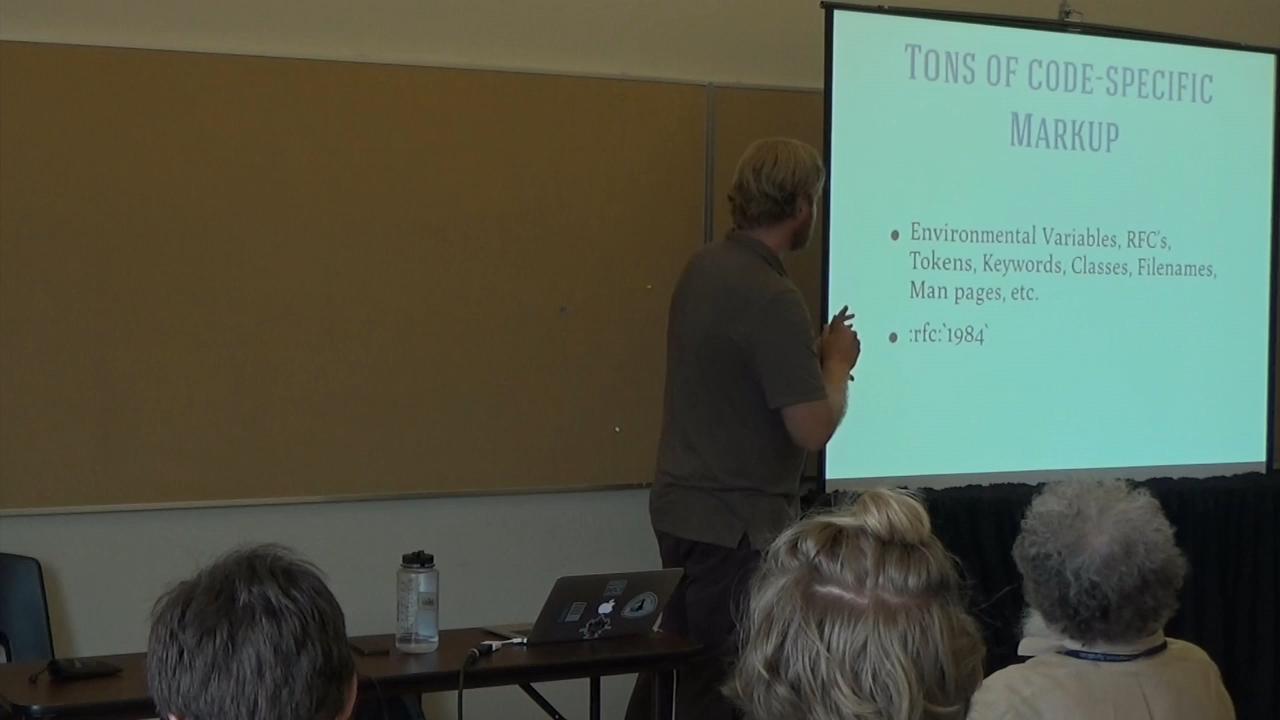 Tons of code-specific
Markup
Environmental Variables, RFC's,
Tokens, Keywords, Classes, Filenames,
Man pages, etc.
:rfc:`1984`